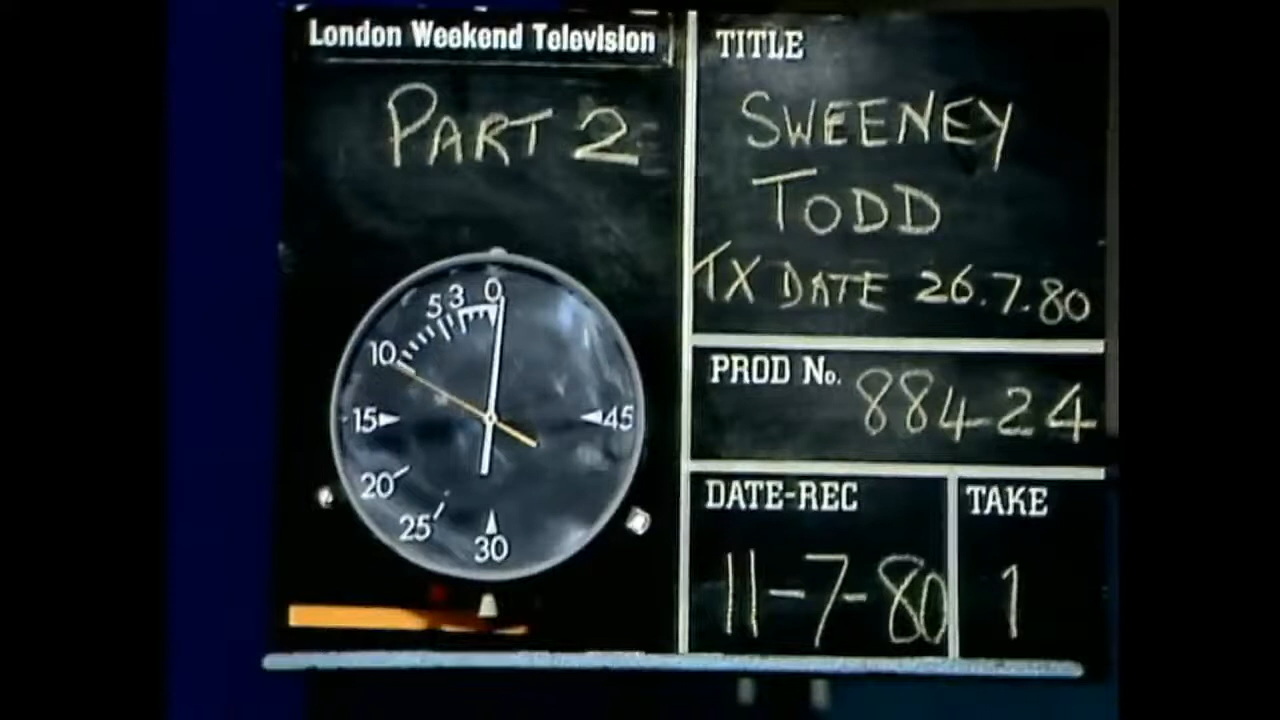 London Weekend Television
PART 2
0
3
5
10
15
20
25
30
45
TITLE
SWEENEY
TODD
TX DATE 26.7.80
PROD No. 884-24
DATE-REC
11-7-80
TAKE
1